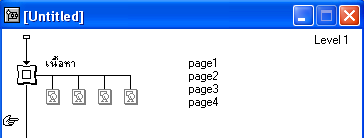 [Untitled]
Level 1
เนื้อหา
page1
page2
page3
page4